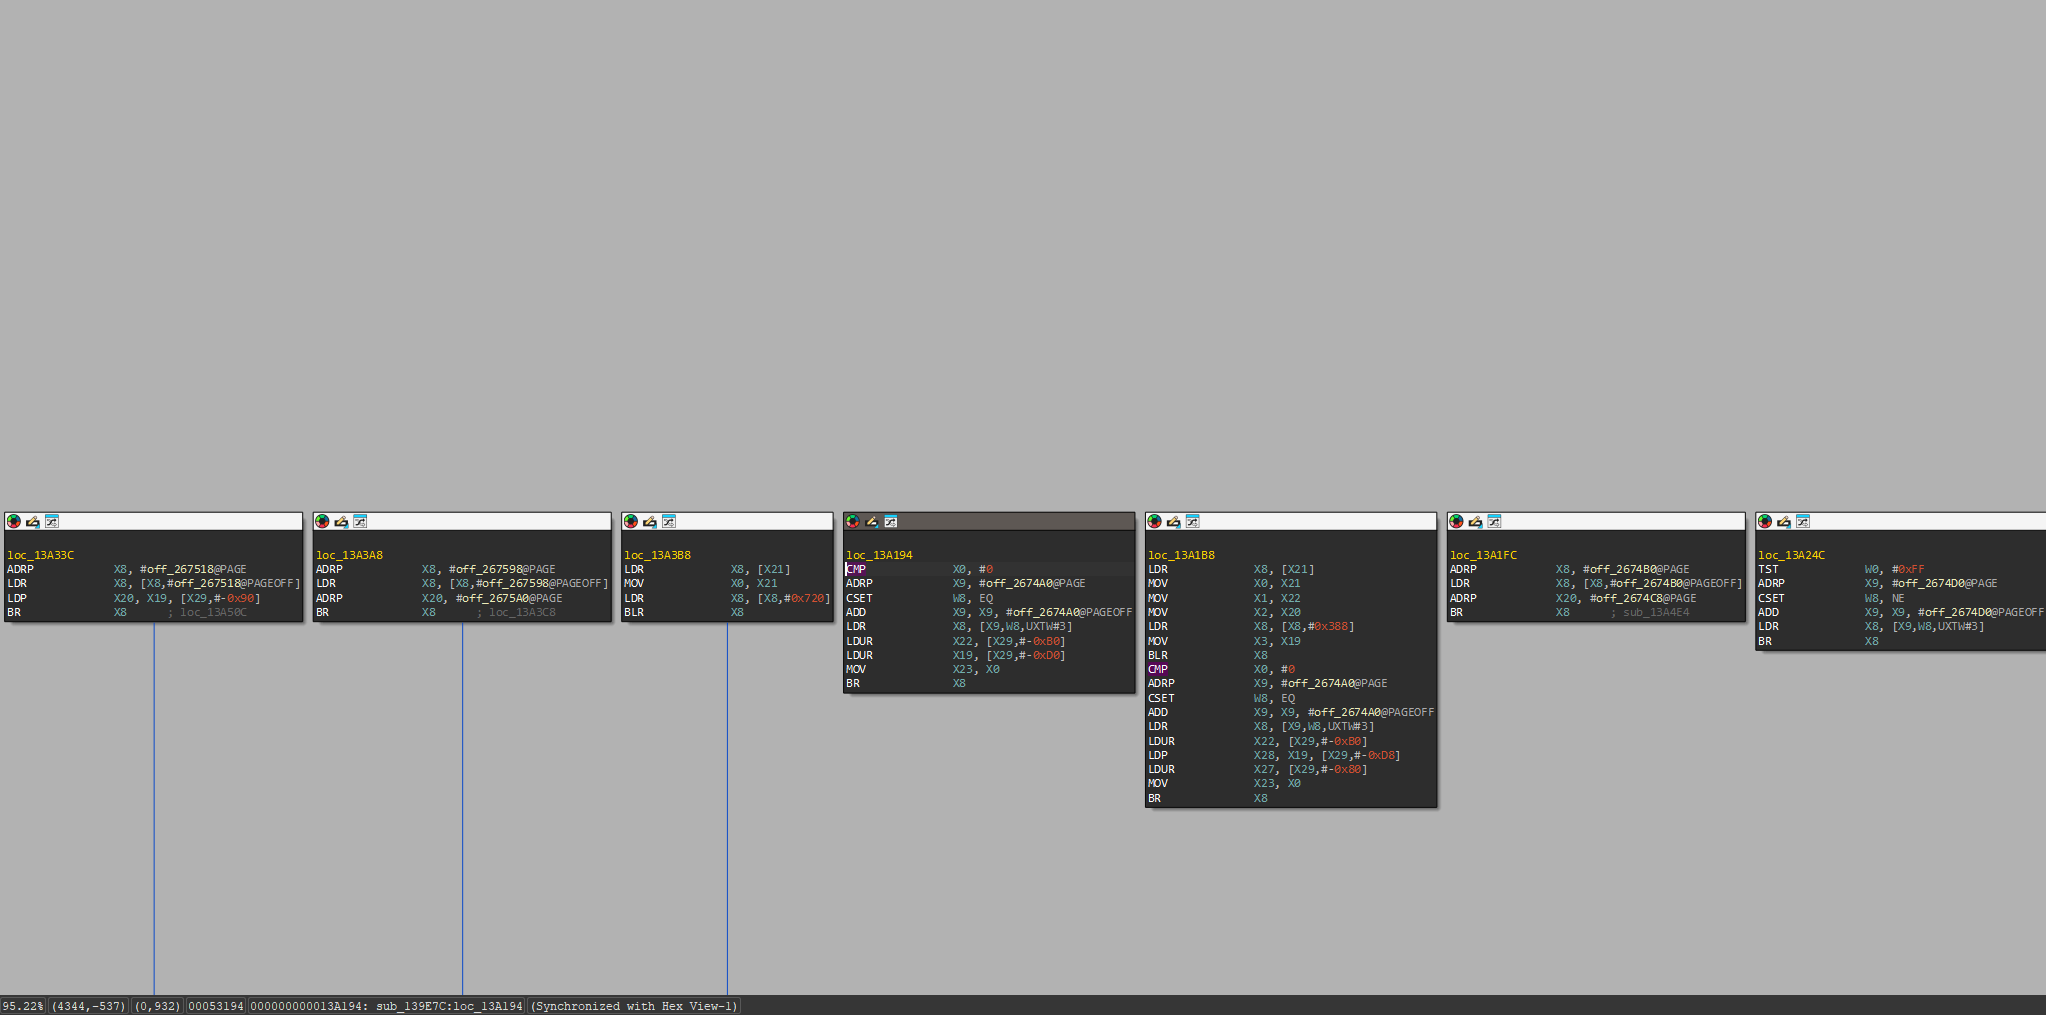 loc_13A33C
ADRP X8, #off_267518@PAGE
LDR X8, [X8,#off_267518@PAGEOFF]
LDP X20, X19, [X29,#-0x90]
BR X8 ; loc_13A50C
loc_13A3A8
ADRP X8, #off_267598@PAGE
LDR X8, [X8,#off_267598@PAGEOFF]
ADRP X20, #off_2675A0@PAGE
BR X8 ; loc_13A3C8
loc_13A3B8
LDR X8, [X21]
MOV X0, X21
LDR X8, [X8,#0x720]
BLR X8
loc_13A194
CMP X0, #0
ADRP X9, #off_2674A0@PAGE
CSET W8, EQ
ADD X9, X9, #off_2674A0@PAGEOFF
LDR X8, [X9,W8,UXTW#3]
LDUR X22, [X29,#-0xB0]
LDUR X19, [X29,#-0xD0]
MOV X23, X0
BR X8
loc_13A1B8
LDR X8, [X21]
MOV X0, X21
MOV X1, X22
MOV X2, X20
LDR X8, [X8,#0x388]
MOV X3, X19
BLR X8
CMP X0, #0
ADRP X9, #off_2674A0@PAGE
CSET W8, EQ
ADD X9, X9, #off_2674A0@PAGEOFF
LDR X8, [X9,W8,UXTW#3]
LDUR X22, [X29,#-0xB0]
LDP X28, X19, [X29,#-0xD8]
LDUR X27, [X29,#-0x80]
MOV X23, X0
BR X8
loc_13A1FC
ADRP X8, #off_2674B0@PAGE
LDR X8, [X8,#off_2674B0@PAGEOFF]
ADRP X20, #off_2674C8@PAGE
BR X8 ; sub_13A4E4
loc_13A24C
TST W0, #0xFF
ADRP X9, #off_2674D0@PAGE
CSET W8, NE
ADD X9, X9, #off_2674D0@PAGEOFF
LDR X8, [X9,W8,UXTW#3]
BR X8
95.22% (4344,-537) (0,932) 00053194 000000000013A194: sub_139E7C:loc_13A194 (Synchronized with Hex View-1)